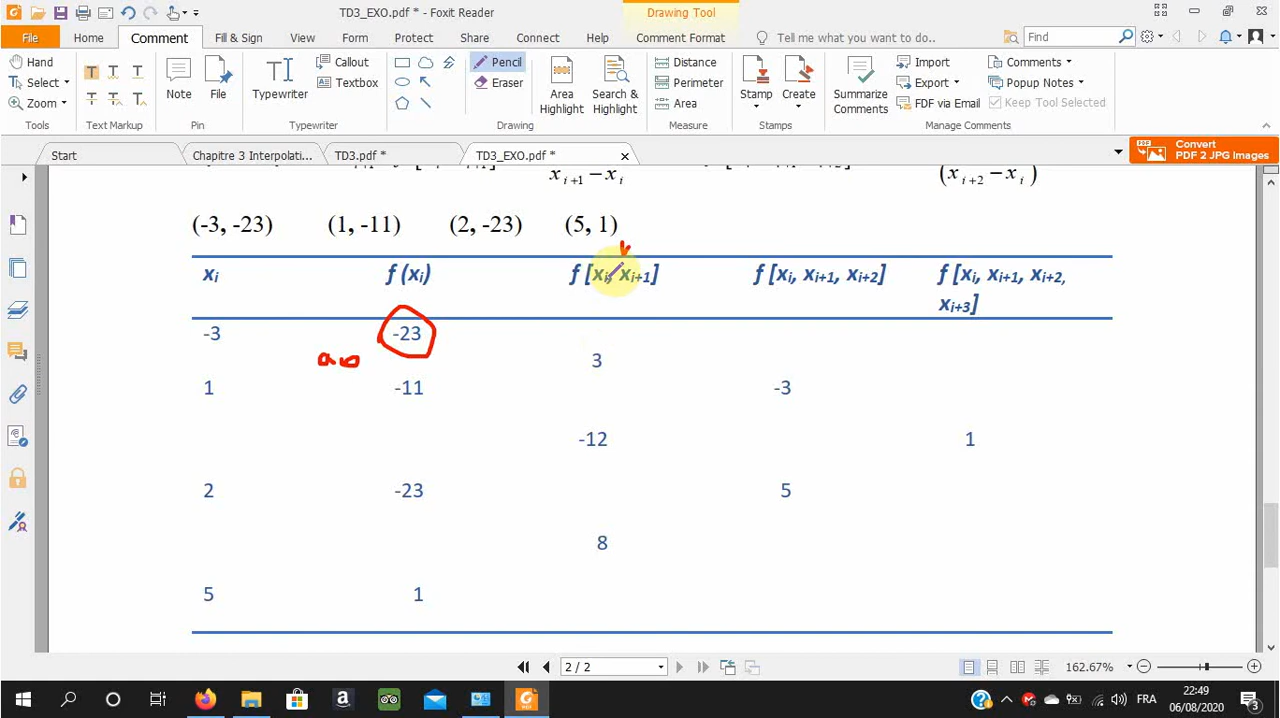 TD3_EXO.pdf * - Foxit Reader
Drawing Tool
File Home Comment Fill & Sign View Form Protect Share Connect Help Comment Format Tell me what you want to do... Find
Hand
Select
Zoom
Tools
Text Markup
Note
File
Pin
Typewriter
Callout
Textbox
Typewriter
Pencil
Eraser
Drawing
Area Highlight
Search & Highlight
Distance
Perimeter
Area
Measure
Stamp
Create
Stamps
Summarize Comments
Import
Export
FDF via Email
Comments
Popup Notes
Keep Tool Selected
Manage Comments
Start Chapitre 3 Interpolati... TD3.pdf * TD3_EXO.pdf *
Convert
PDF 2 JPG Images
x i+1 – x i (x i+2 – x i)
(-3, -23) (1, -11) (2, -23) (5, 1)
xi f (xi) f [xi, xi+1] f [xi, xi+1, xi+2] f [xi, xi+1, xi+2,
xi+3]
-3 -23
ao 3
1 -11 -3
-12 1
2 -23 5
8
5 1
2 / 2 162.67%
FRA 22:49
06/08/2020